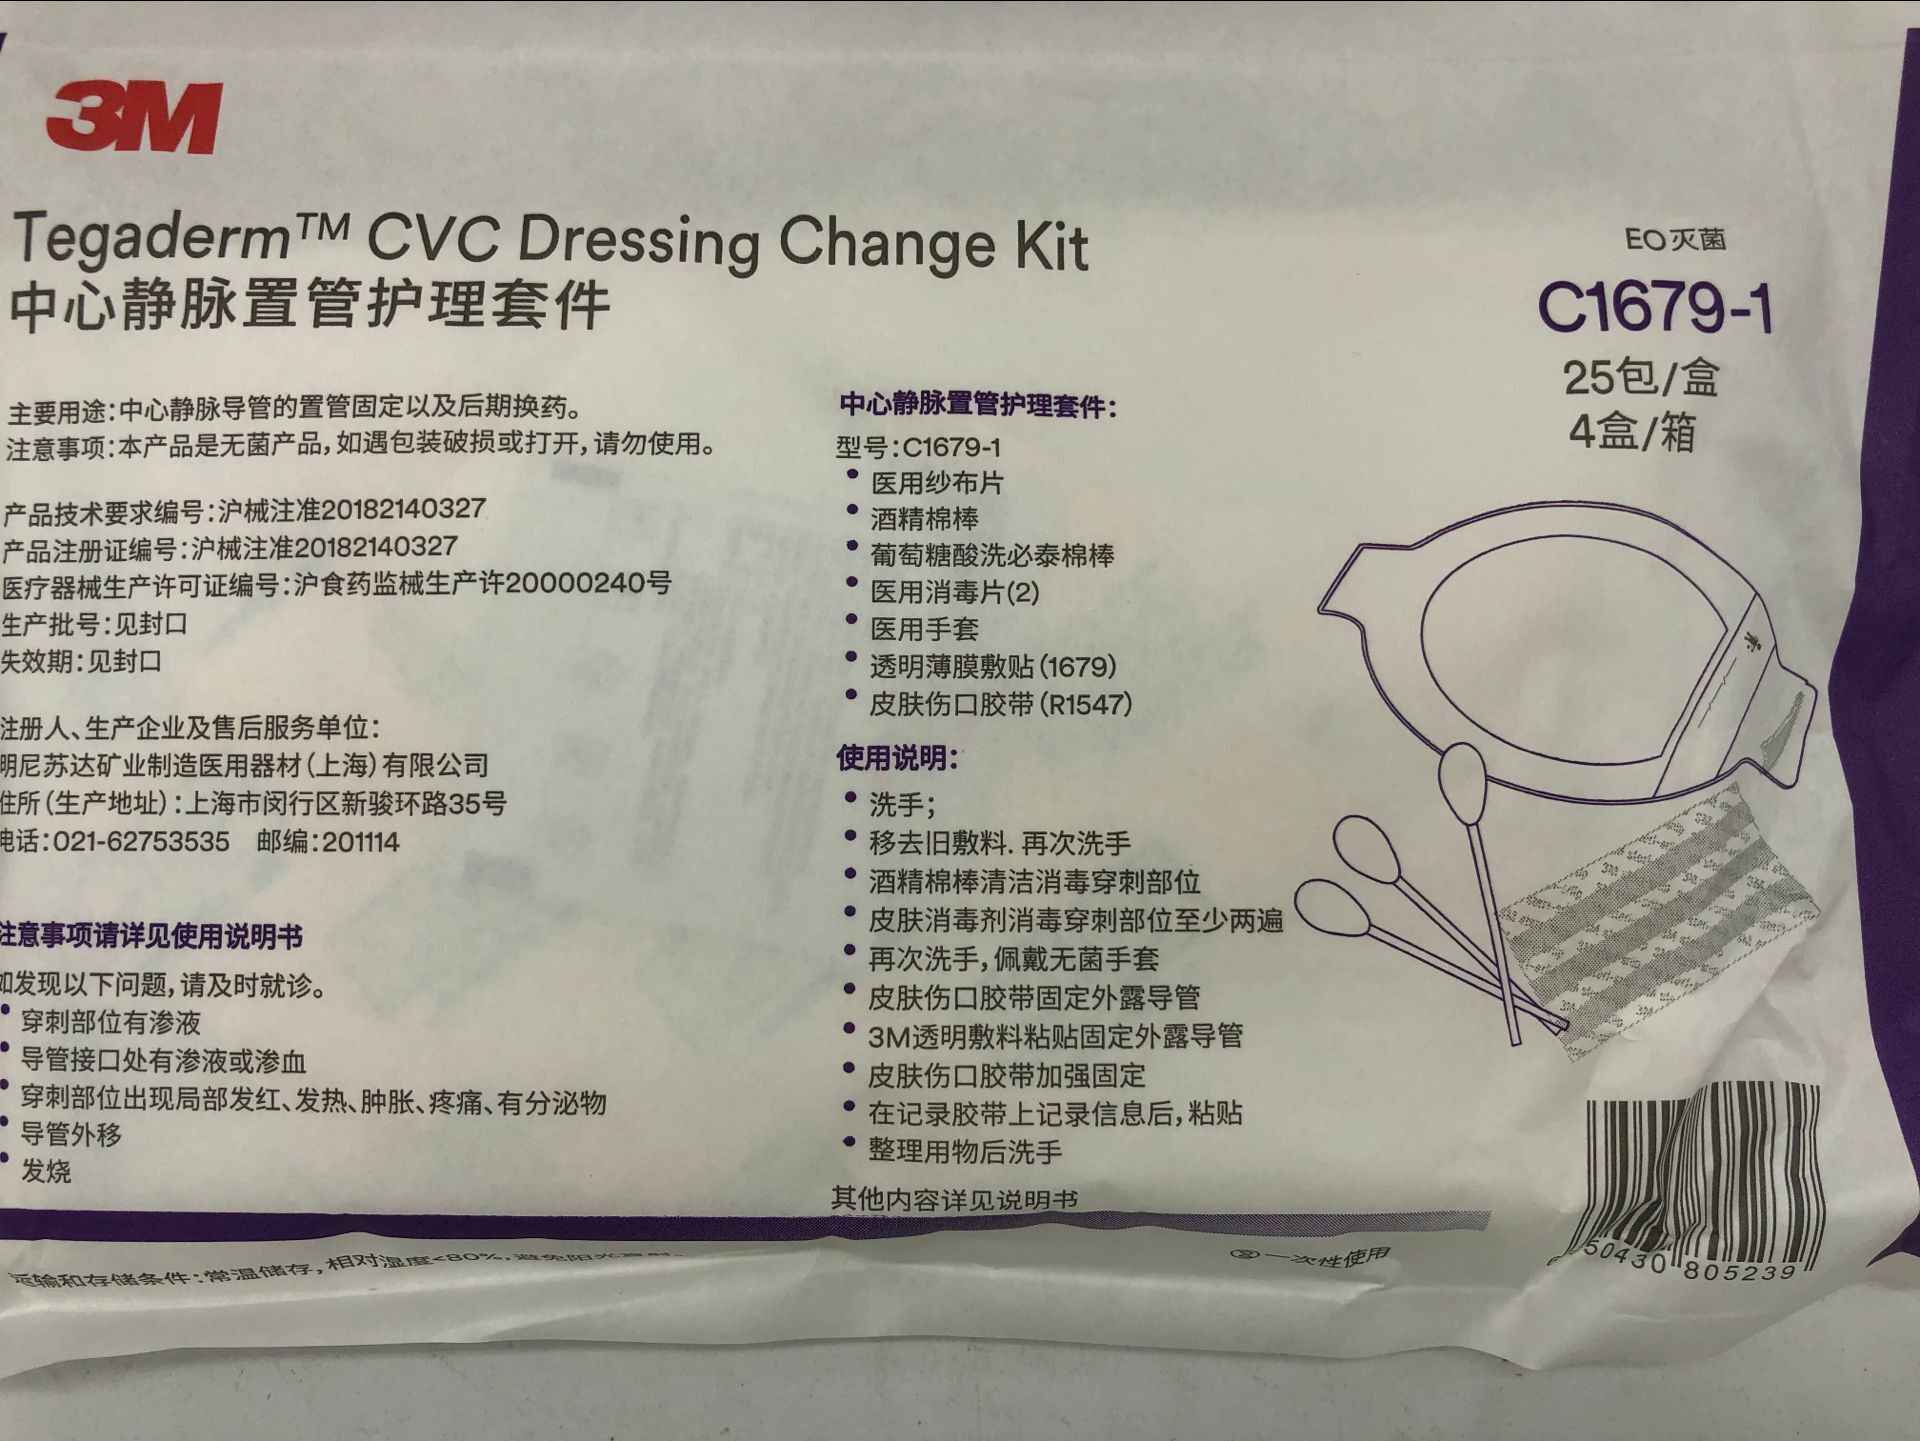 3M
Tegaderm™ CVC Dressing Change Kit
中心静脉置管护理套件
EO灭菌
C1679-1
25包/盒
4盒/箱
主要用途:中心静脉导管的置管固定以及后期换药。
注意事项:本产品是无菌产品,如遇包装破损或打开,请勿使用。
产品技术要求编号:沪械注准20182140327
产品注册证编号:沪械注准20182140327
医疗器械生产许可证编号:沪食药监械生产许20000240号
生产批号:见封口
失效期:见封口
注册人、生产企业及售后服务单位:
明尼苏达矿业制造医用器材(上海)有限公司
住所(生产地址):上海市闵行区新骏环路35号
电话:021-62753535 邮编:201114
注意事项请详见使用说明书
如发现以下问题,请及时就诊。
• 穿刺部位有渗液
• 导管接口处有渗液或渗血
• 穿刺部位出现局部发红、发热、肿胀、疼痛、有分泌物
• 导管外移
• 发烧
中心静脉置管护理套件:
型号:C1679-1
• 医用纱布片
• 酒精棉棒
• 葡萄糖酸洗必泰棉棒
• 医用消毒片(2)
• 医用手套
• 透明薄膜敷贴(1679)
• 皮肤伤口胶带(R1547)
使用说明:
• 洗手;
• 移去旧敷料. 再次洗手
• 酒精棉棒清洁消毒穿刺部位
• 皮肤消毒剂消毒穿刺部位至少两遍
• 再次洗手,佩戴无菌手套
• 皮肤伤口胶带固定外露导管
• 3M透明敷料粘贴固定外露导管
• 皮肤伤口胶带加强固定
• 在记录胶带上记录信息后,粘贴
• 整理用物后洗手
其他内容详见说明书
运输和存储条件:常温储存,相对湿度<80%,避免阳光直射。
② 一次性使用
50430 805239